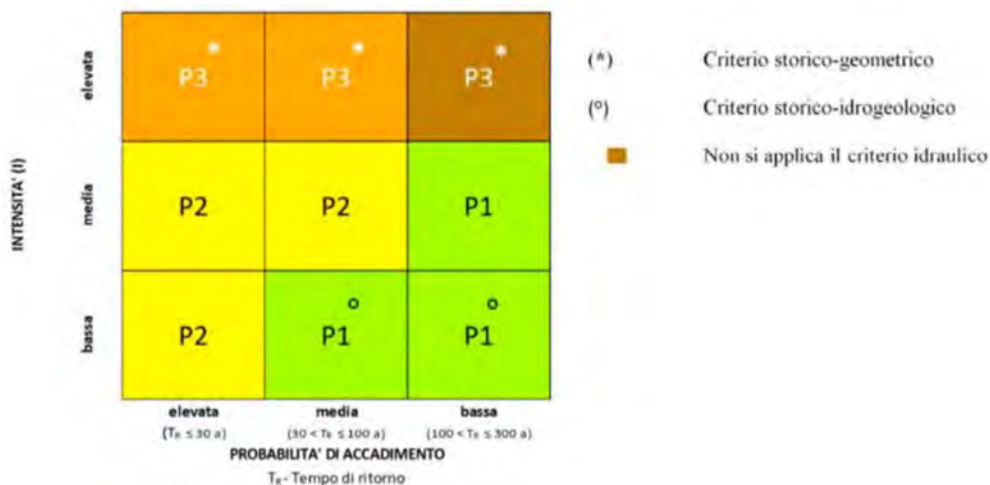 elevata
P3 *
P3 *
P3 *
(*) Criterio storico-geometrico
(°) Criterio storico-idrogeologico
Non si applica il criterio idraulico
INTENSITA' (I)
media
P2
P2
P1
bassa
P2
P1 °
P1 °
elevata
media
bassa
(TR ≤ 30 a)
(30 < TR ≤ 100 a)
(100 < TR ≤ 300 a)
PROBABILITA' DI ACCADIMENTO
TR - Tempo di ritorno